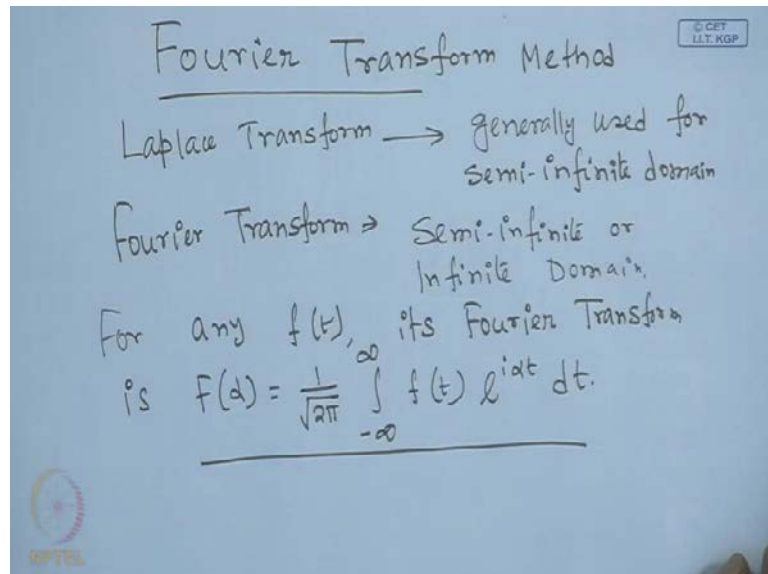 © CET
I.I.T. KGP
Fourier Transform Method
Laplace Transform → generally used for
semi-infinite domain
Fourier Transform → Semi-infinite or
Infinite Domain.
For any f(t), its Fourier Transform
is F(α) = 1/√2π ∫_{-∞}^{∞} f(t) e^{iαt} dt.
NPTEL